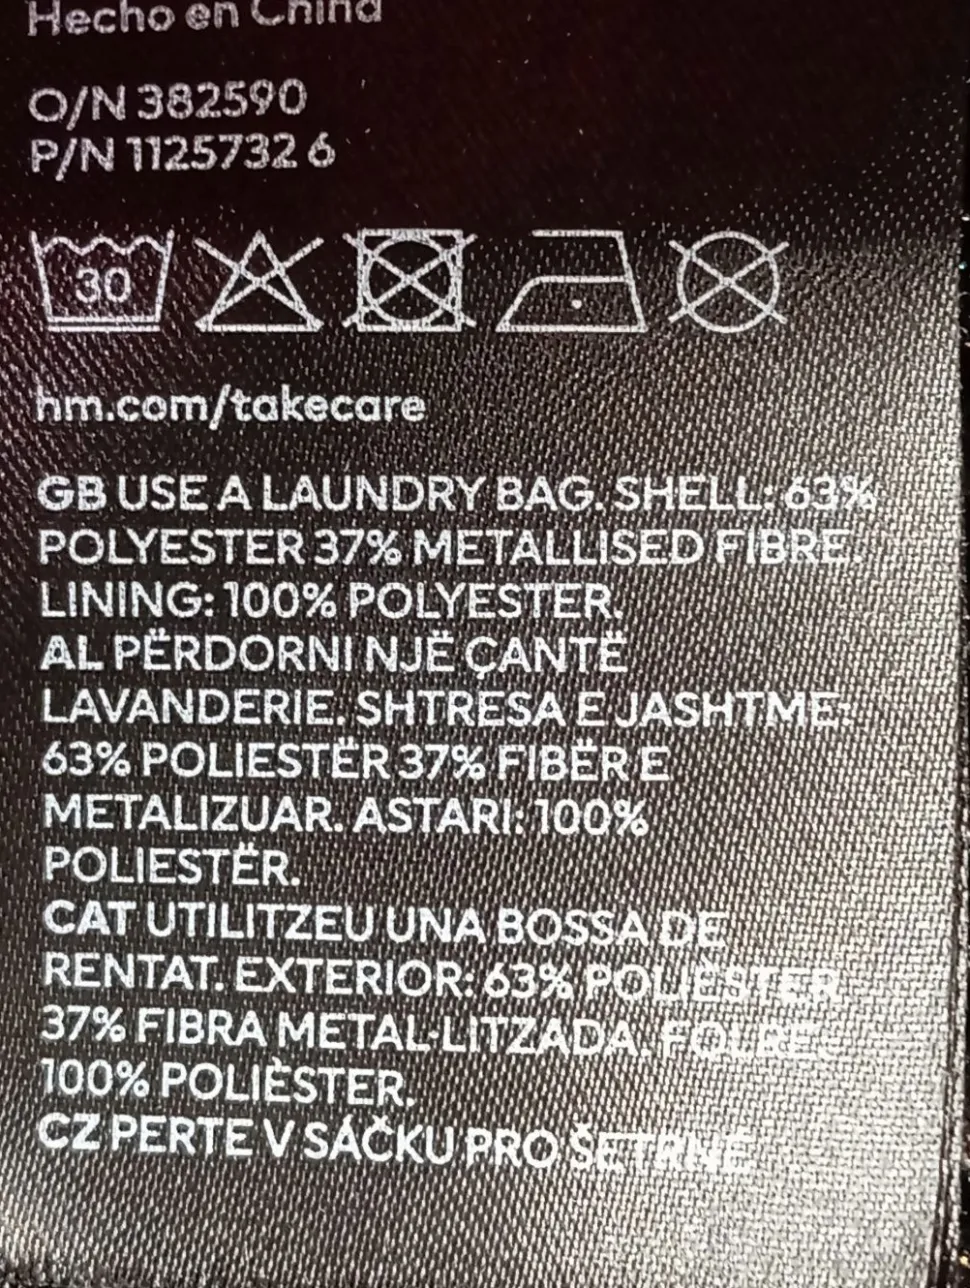 Hecho en China
O/N 382590
P/N 1125732 6
30
hm.com/takecare
GB USE A LAUNDRY BAG. SHELL: 63%
POLYESTER 37% METALLISED FIBRE.
LINING: 100% POLYESTER.
AL PËRDORNI NJË ÇANTË
LAVANDERIE. SHTRESA E JASHTME:
63% POLIESTËR 37% FIBËR E
METALIZUAR. ASTARI: 100%
POLIESTËR.
CAT UTILITZEU UNA BOSSA DE
RENTAT. EXTERIOR: 63% POLIÈSTER
37% FIBRA METAL·LITZADA. FOLRE:
100% POLIÈSTER.
CZ PERTE V SÁČKU PRO ŠETRNÉ